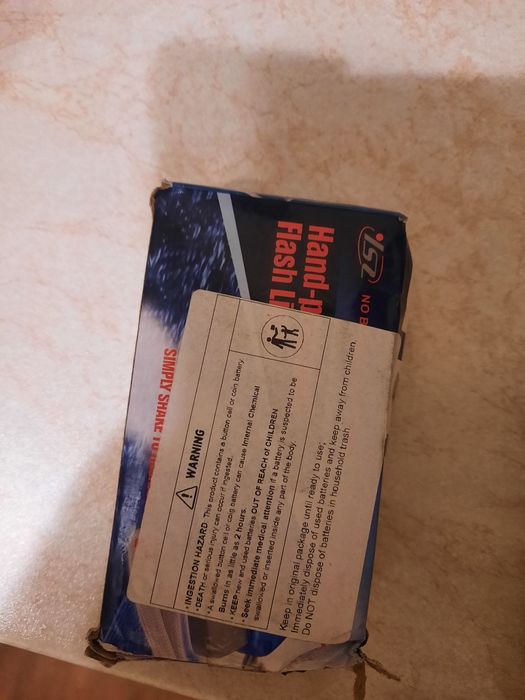 YSZ
NO B
Hand-p
Flash Li
SIMPLY SHAKE TO
WARNING
• INGESTION HAZARD: This product contains a button cell or coin battery.
• DEATH or serious injury can occur if ingested.
• A swallowed button cell or coin battery can cause Internal Chemical
Burns in as little as 2 hours.
• KEEP new and used batteries OUT OF REACH of CHILDREN
• Seek immediate medical attention if a battery is suspected to be
swallowed or inserted inside any part of the body.
Keep in original package until ready to use;
Immediately dispose of used batteries and keep away from children.
Do NOT dispose of batteries in household trash.